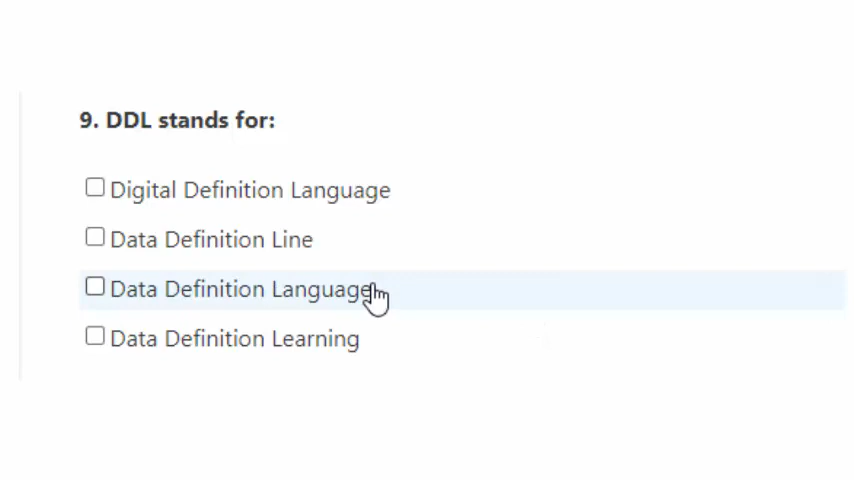 9. DDL stands for:
Digital Definition Language
Data Definition Line
Data Definition Language
Data Definition Learning